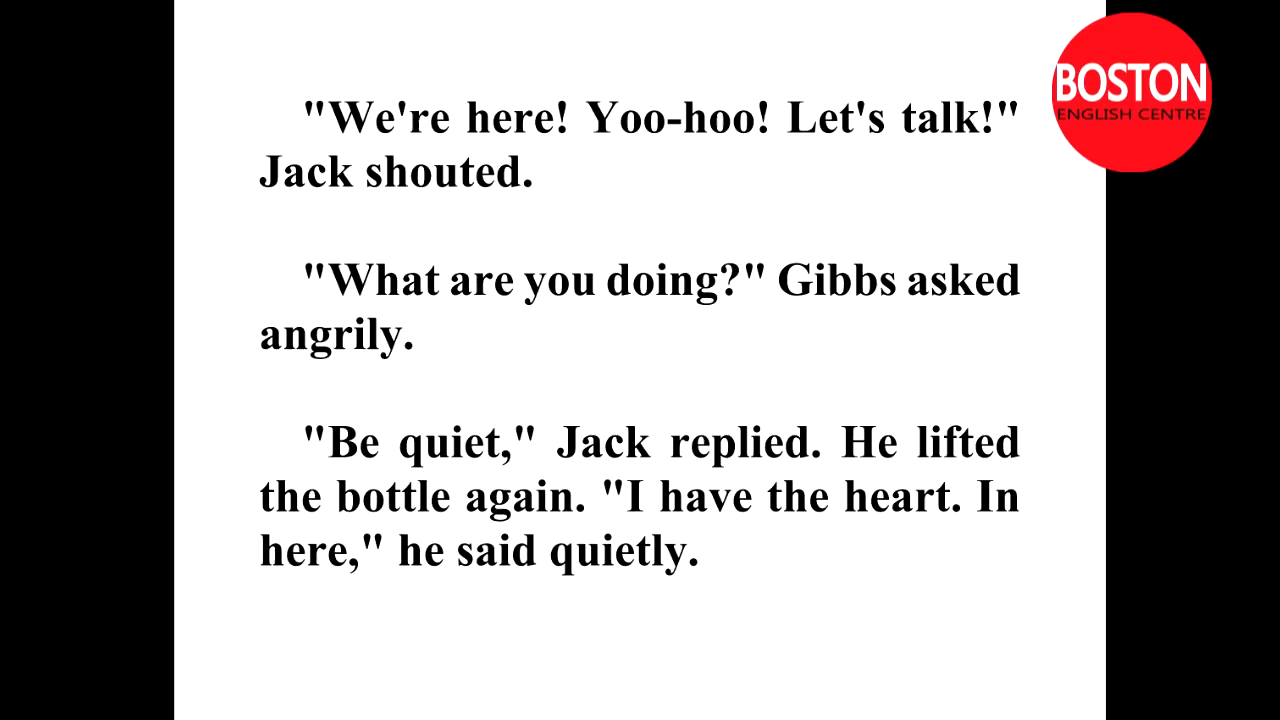 BOSTON
ENGLISH CENTRE
"We're here! Yoo-hoo! Let's talk!"
Jack shouted.
"What are you doing?" Gibbs asked
angrily.
"Be quiet," Jack replied. He lifted
the bottle again. "I have the heart. In
here," he said quietly.